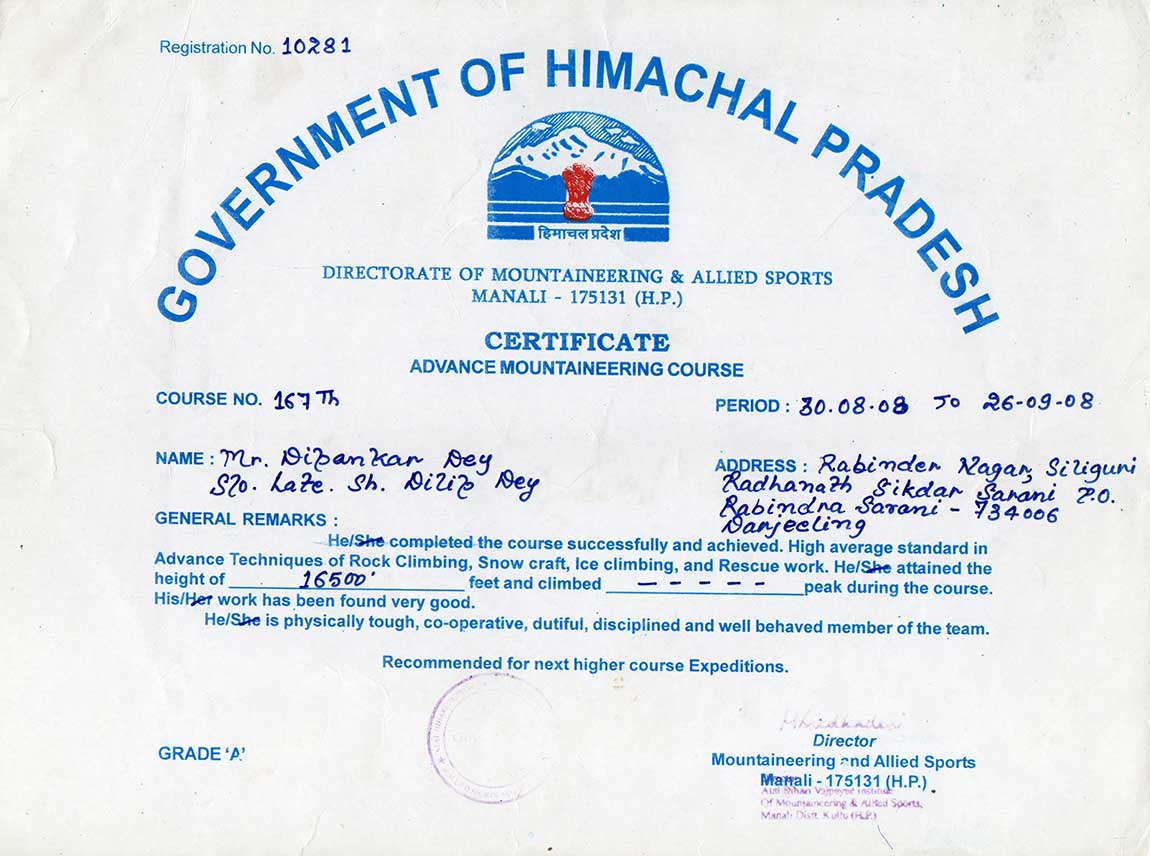 Registration No. 10281
GOVERNMENT OF HIMACHAL PRADESH
हिमाचल प्रदेश
DIRECTORATE OF MOUNTAINEERING & ALLIED SPORTS
MANALI - 175131 (H.P.)
CERTIFICATE
ADVANCE MOUNTAINEERING COURSE
COURSE NO. 167Th
PERIOD : 30.08.08 To 26-09-08
NAME : Mr. Dipankar Dey
S/o. Late. Sh. Dilip Dey
ADDRESS : Rabinder Nagar, Siliguri
Radhanath Sikdar Sarani P.O.
Rabindra Sarani - 734006
Darjeeling
GENERAL REMARKS :
He/She completed the course successfully and achieved. High average standard in
Advance Techniques of Rock Climbing, Snow craft, Ice climbing, and Rescue work. He/She attained the
height of 16500' feet and climbed - - - - - peak during the course.
His/Her work has been found very good.
He/She is physically tough, co-operative, dutiful, disciplined and well behaved member of the team.
Recommended for next higher course Expeditions.
GRADE 'A'
Director
Mountaineering and Allied Sports
Manali - 175131 (H.P.)
Atal Bihari Vajpayee Institute
Of Mountaineering & Allied Sports,
Manali Distt. Kullu (H.P.)